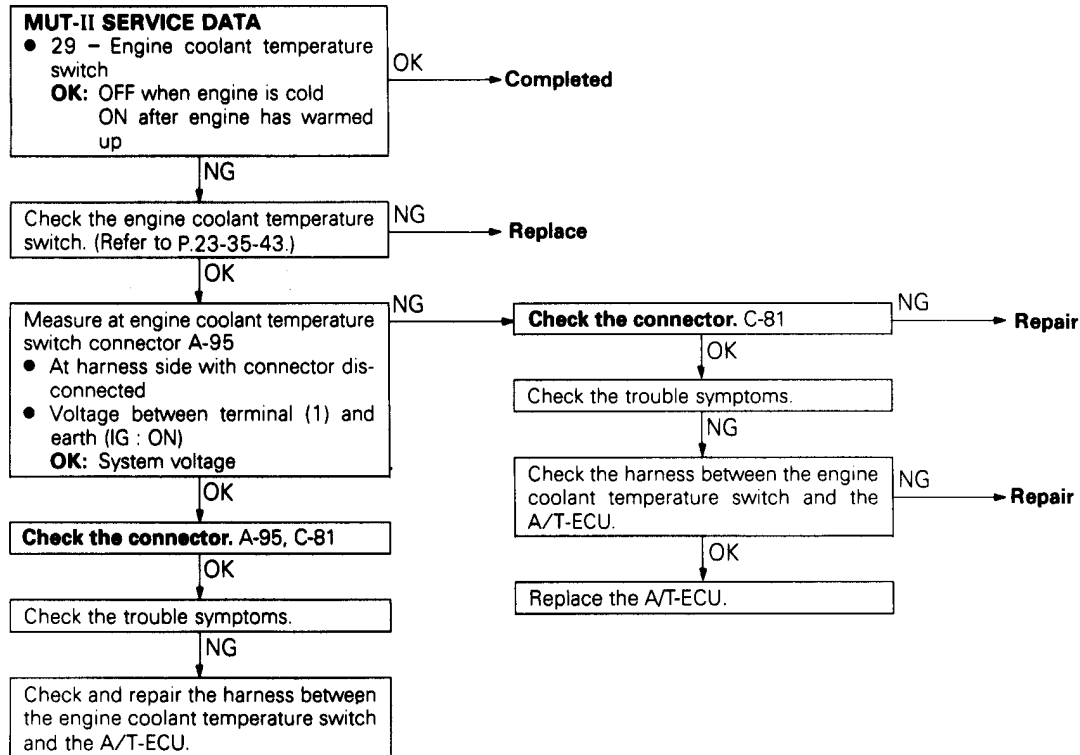 MUT-II SERVICE DATA
● 29 – Engine coolant temperature
switch
OK: OFF when engine is cold
ON after engine has warmed
up
OK
Completed
NG
Check the engine coolant temperature
switch. (Refer to P.23-35-43.)
NG
Replace
OK
Measure at engine coolant temperature
switch connector A-95
● At harness side with connector dis-
connected
● Voltage between terminal (1) and
earth (IG : ON)
OK: System voltage
NG
Check the connector. C-81
NG
Repair
OK
Check the trouble symptoms.
NG
Check the harness between the engine
coolant temperature switch and the
A/T-ECU.
NG
Repair
OK
Replace the A/T-ECU.
OK
Check the connector. A-95, C-81
OK
Check the trouble symptoms.
NG
Check and repair the harness between
the engine coolant temperature switch
and the A/T-ECU.